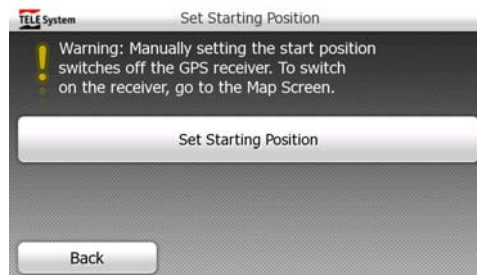 TELE System
Set Starting Position
Warning: Manually setting the start position
switches off the GPS receiver. To switch
on the receiver, go to the Map Screen.
Set Starting Position
Back